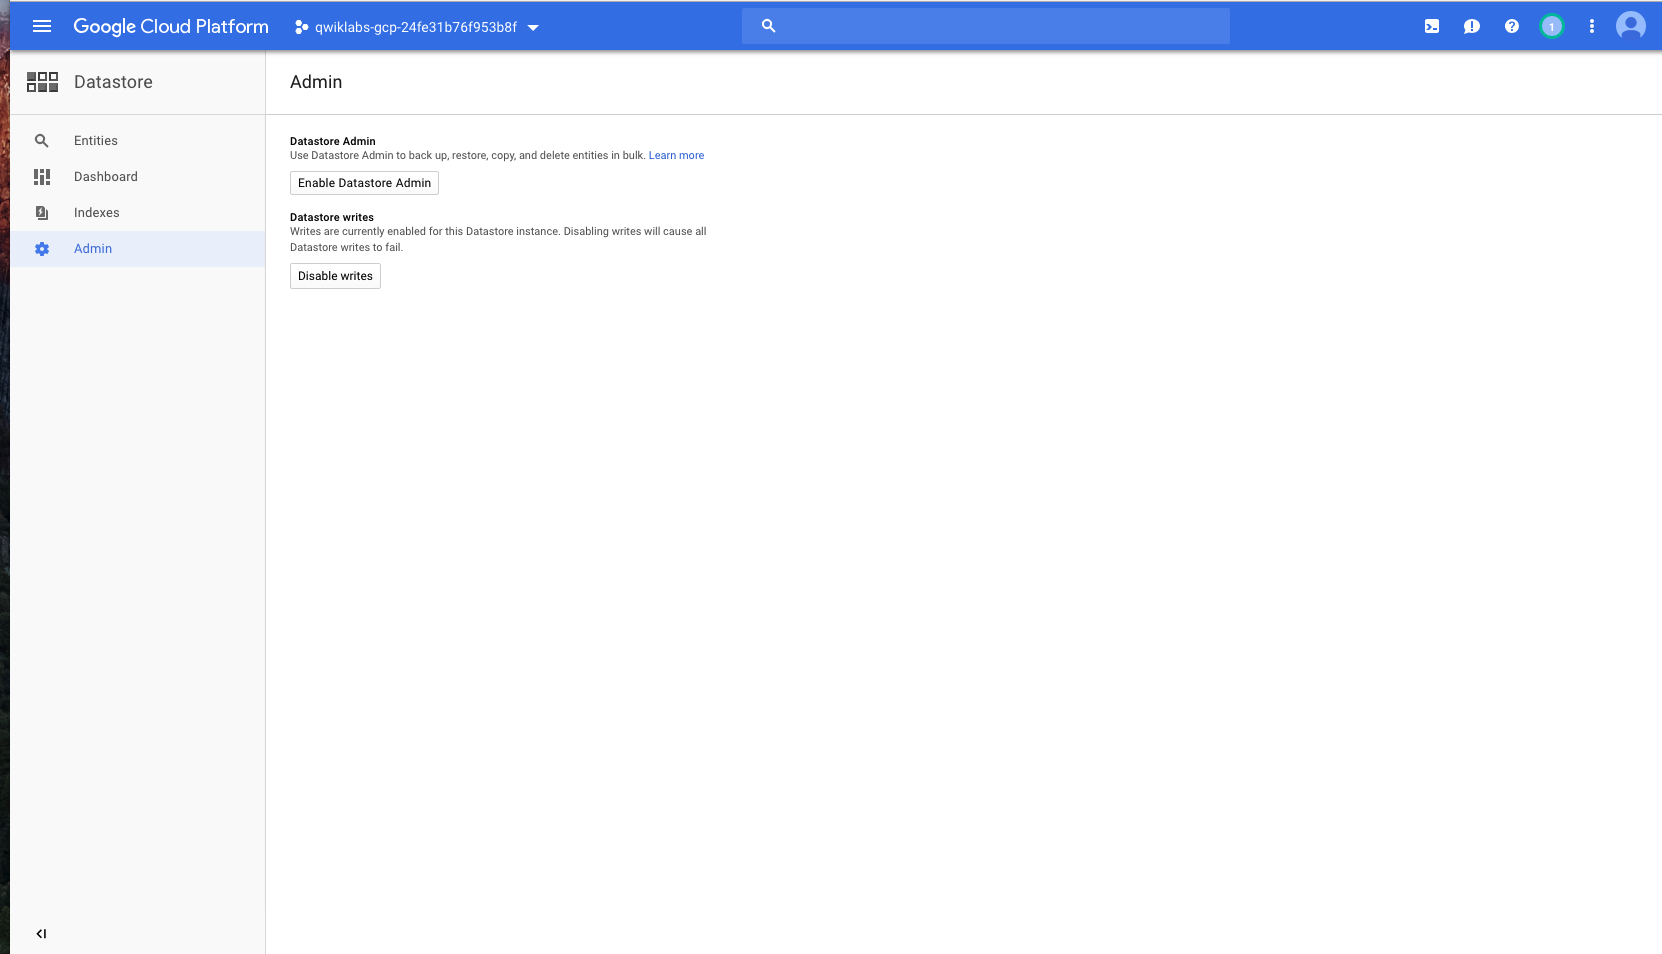 Google Cloud Platform
qwiklabs-gcp-24fe31b76f953b8f
1
Datastore
Admin
Entities
Dashboard
Indexes
Admin
Datastore Admin
Use Datastore Admin to back up, restore, copy, and delete entities in bulk. Learn more
Enable Datastore Admin
Datastore writes
Writes are currently enabled for this Datastore instance. Disabling writes will cause all
Datastore writes to fail.
Disable writes